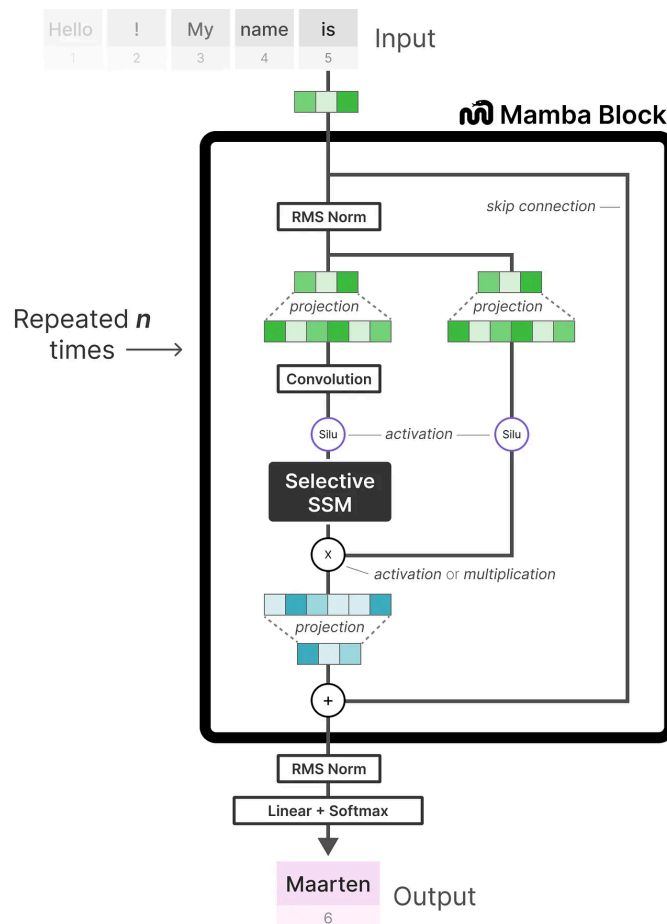 Hello ! My name is Input
1 2 3 4 5
Mamba Block
skip connection
RMS Norm
projection projection
Repeated n
times
Convolution
Silu activation Silu
Selective
SSM
x
activation or multiplication
projection
+
RMS Norm
Linear + Softmax
Maarten Output
6